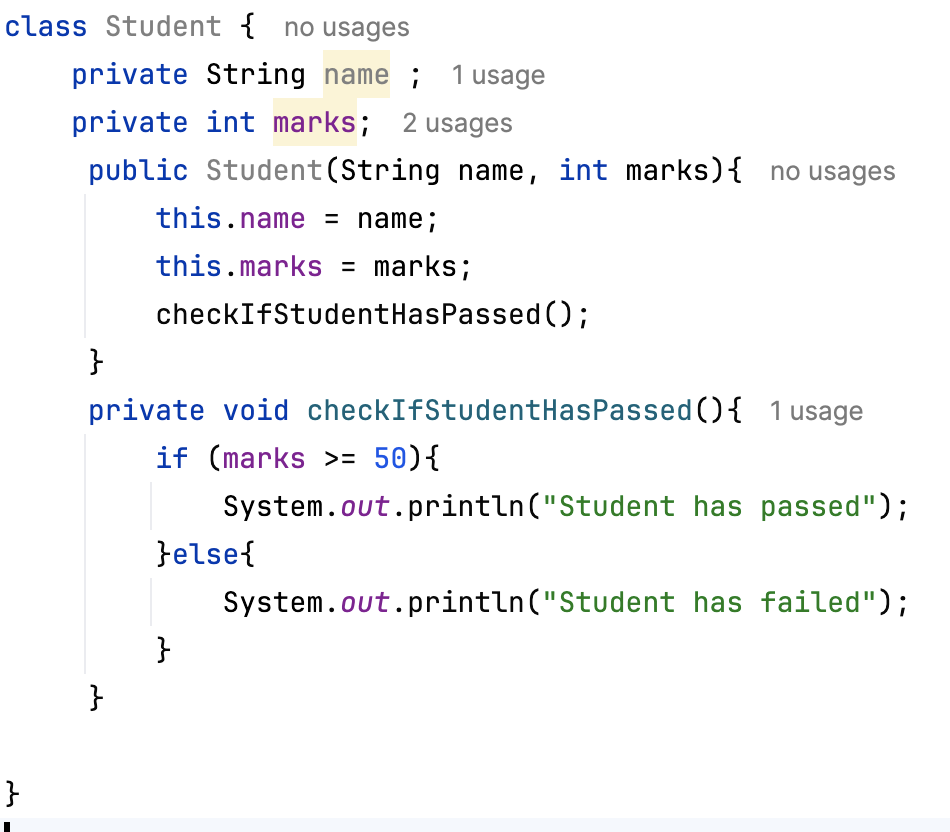 class Student {  no usages
    private String name ;  1 usage
    private int marks;  2 usages
     public Student(String name, int marks){  no usages
         this.name = name;
         this.marks = marks;
         checkIfStudentHasPassed();
     }
     private void checkIfStudentHasPassed(){  1 usage
         if (marks >= 50){
             System.out.println("Student has passed");
         }else{
             System.out.println("Student has failed");
         }
     }
}